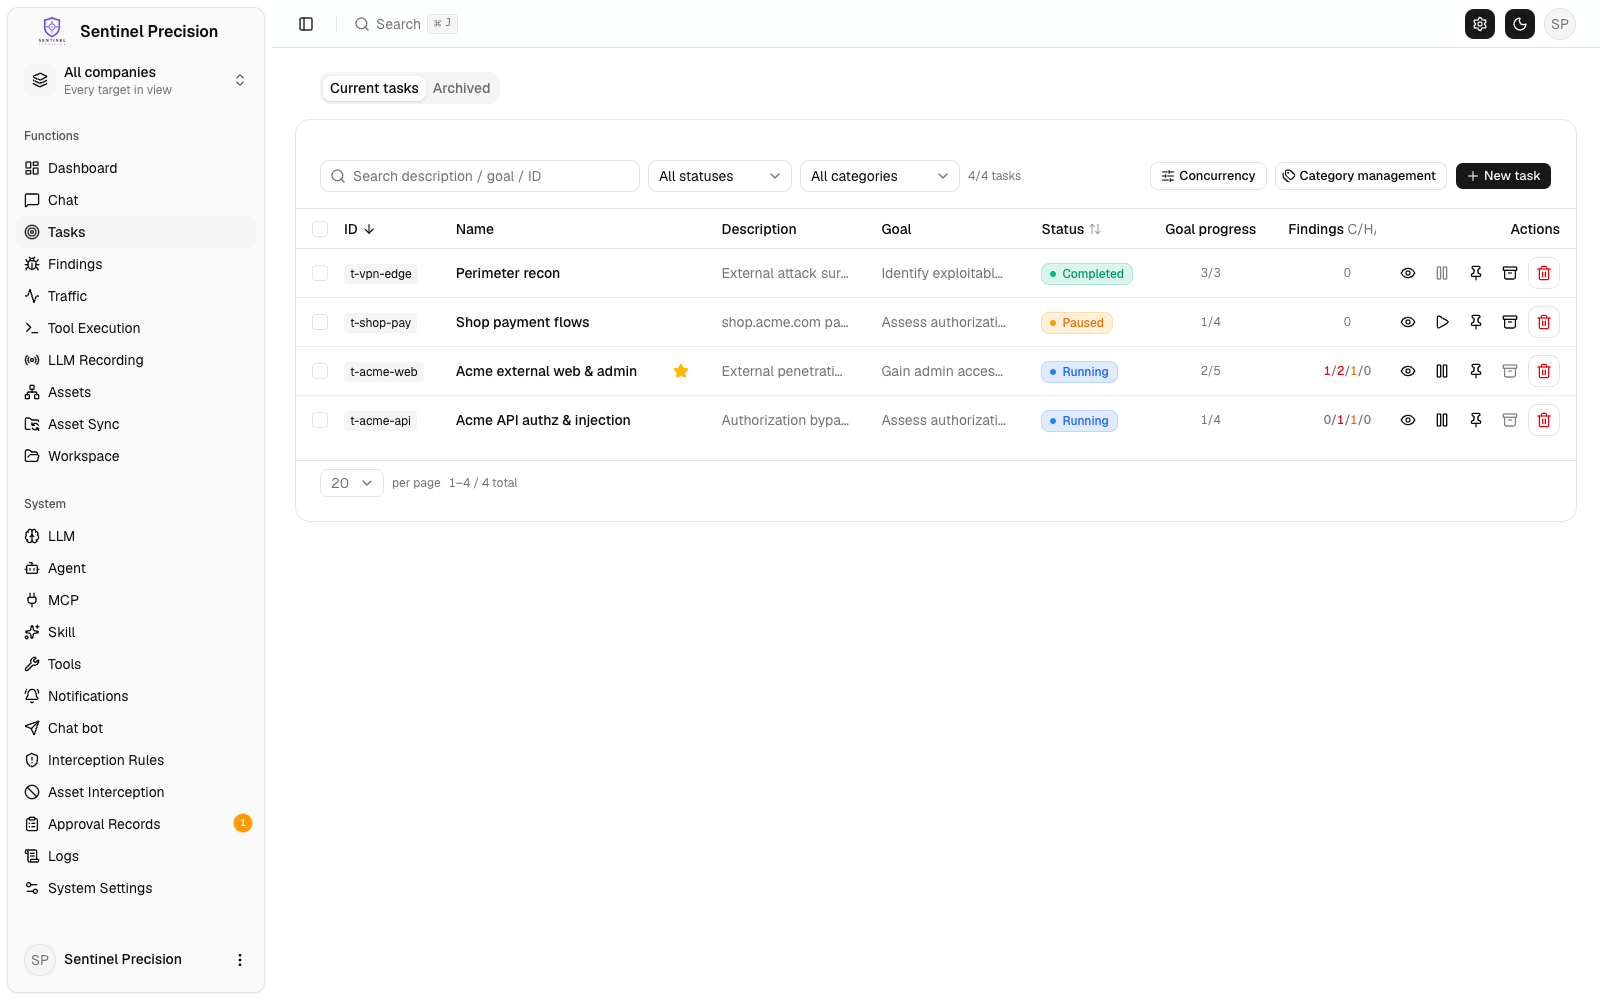 Sentinel Precision
SENTINEL
All companies
Every target in view
Functions
Dashboard
Chat
Tasks
Findings
Traffic
Tool Execution
LLM Recording
Assets
Asset Sync
Workspace
System
LLM
Agent
MCP
Skill
Tools
Notifications
Chat bot
Interception Rules
Asset Interception
Approval Records 1
Logs
System Settings
SP Sentinel Precision
Search ⌘ J
SP
Current tasks Archived
Search description / goal / ID All statuses All categories 4/4 tasks Concurrency Category management New task
ID Name Description Goal Status Goal progress Findings C/H/ Actions
t-vpn-edge Perimeter recon External attack sur... Identify exploitabl... Completed 3/3 0
t-shop-pay Shop payment flows shop.acme.com pa... Assess authorizati... Paused 1/4 0
t-acme-web Acme external web & admin External penetrati... Gain admin acces... Running 2/5 1/2/1/0
t-acme-api Acme API authz & injection Authorization bypa... Assess authorizati... Running 1/4 0/1/1/0
20 per page 1–4 / 4 total